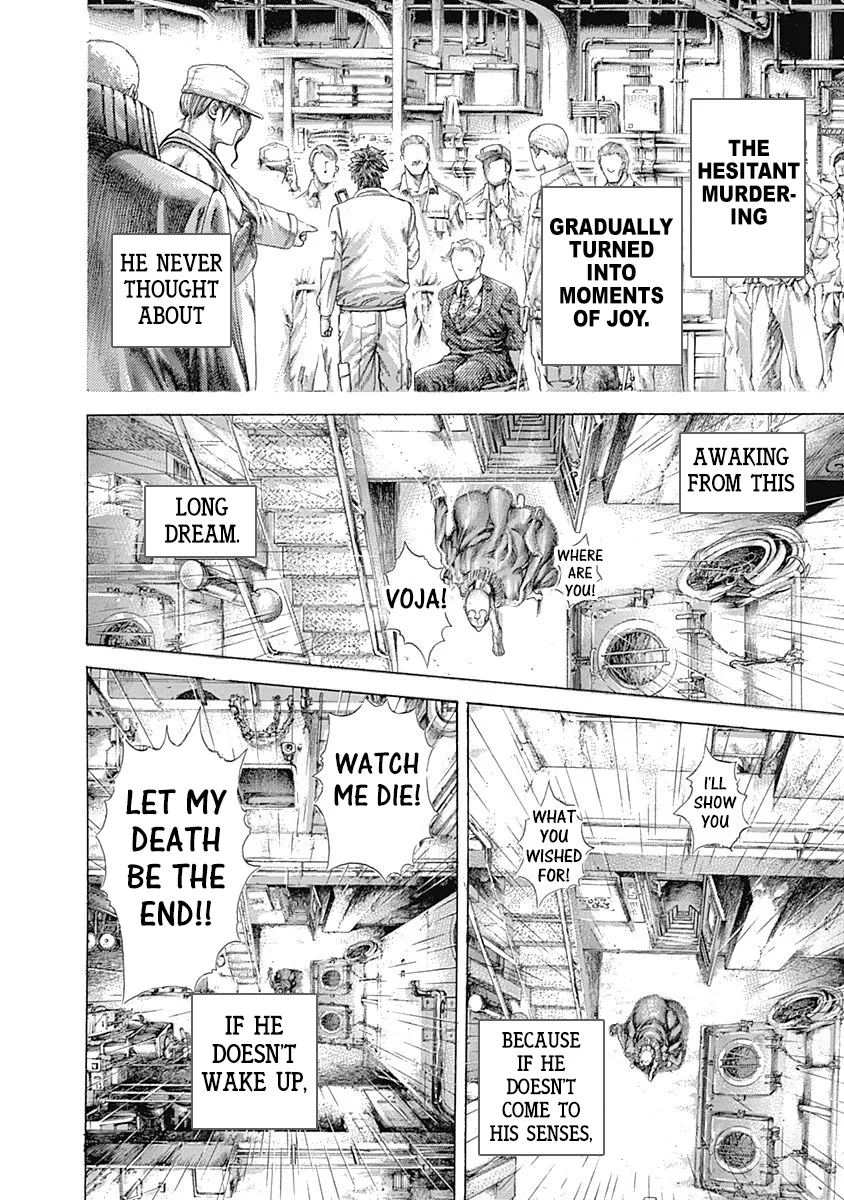 THE
HESITANT
MURDER-
ING
GRADUALLY
TURNED
INTO
MOMENTS
OF JOY.
HE NEVER
THOUGHT
ABOUT
AWAKING
FROM THIS
LONG
DREAM.
WHERE
ARE
YOU!
VOJA!
I'LL
SHOW
YOU
WHAT
YOU
WISHED
FOR!
BECAUSE
IF HE
DOESN'T
COME TO
HIS SENSES,
WATCH
ME DIE!
LET MY
DEATH
BE THE
END!!
IF HE
DOESN'T
WAKE UP,